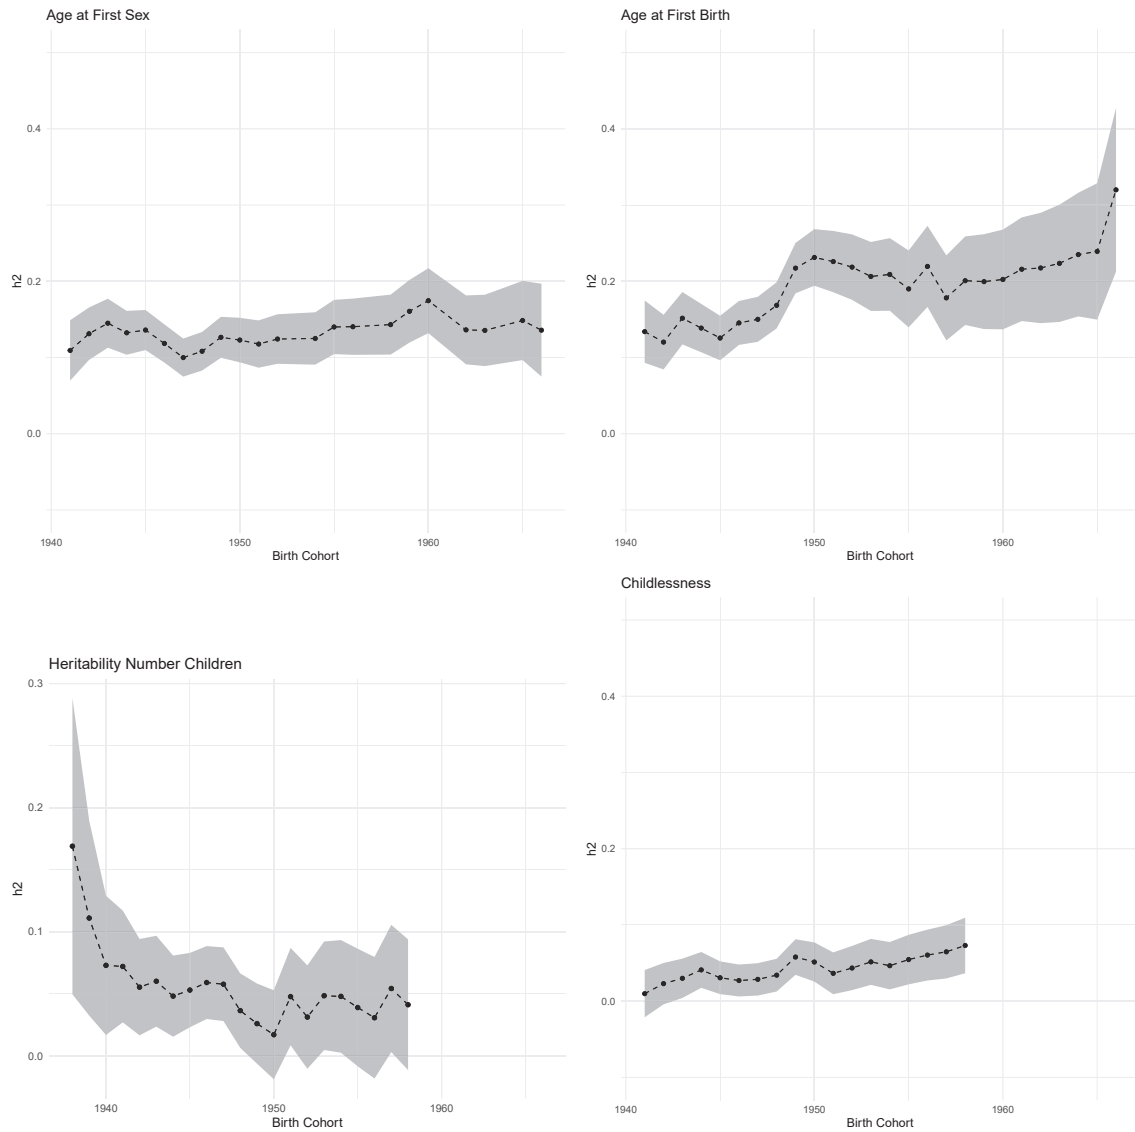 Age at First Sex
h2
0.4
0.2
0.0
1940 1950 1960
Birth Cohort
Age at First Birth
h2
0.4
0.2
0.0
1940 1950 1960
Birth Cohort
Heritability Number Children
h2
0.3
0.2
0.1
0.0
1940 1950 1960
Birth Cohort
Childlessness
h2
0.4
0.2
0.0
1940 1950 1960
Birth Cohort